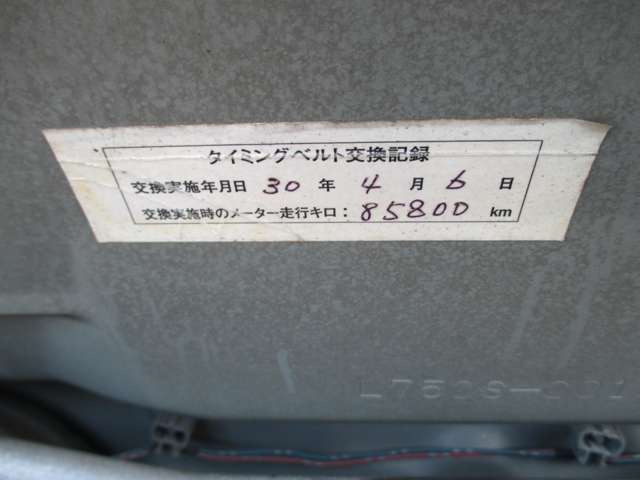 タイミングベルト交換記録
交換実施年月日 30 年 4 月 6 日
交換実施時のメーター走行キロ: 85800 km
L750S-001